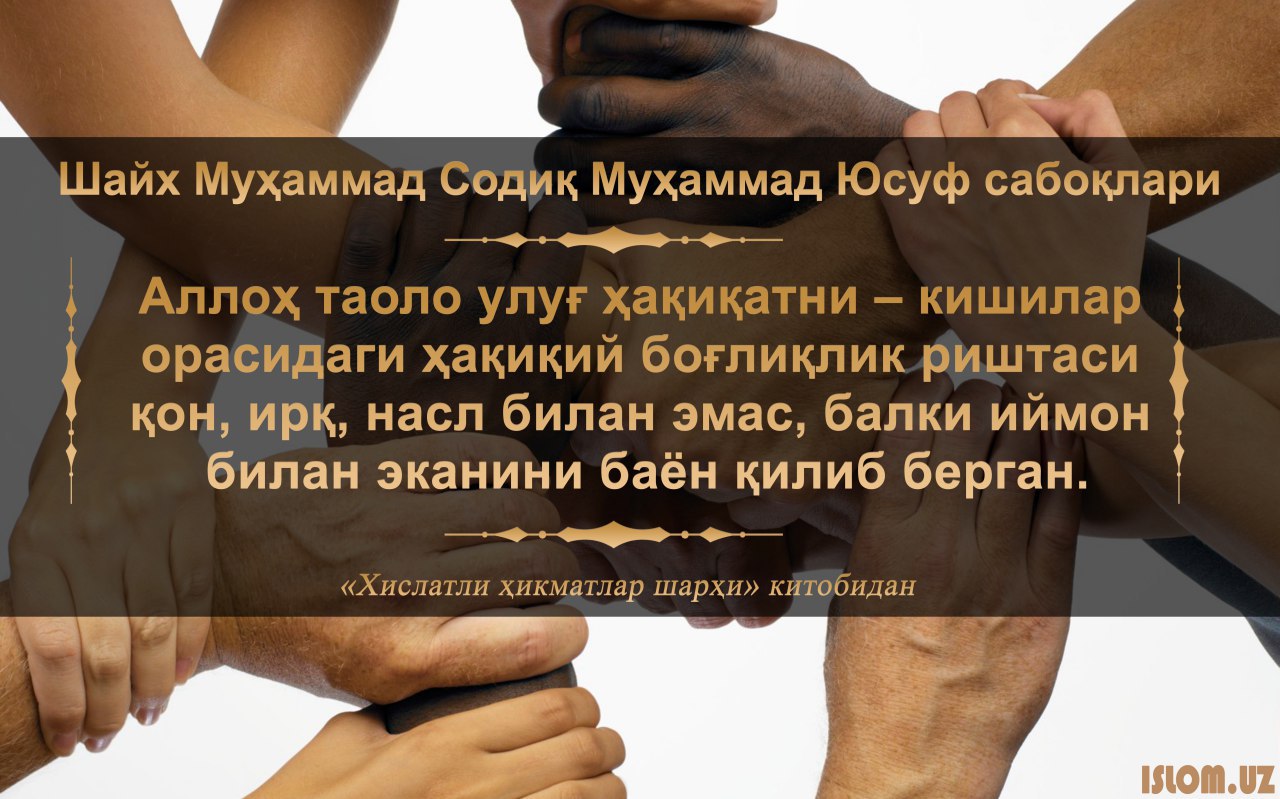 Шайх Муҳаммад Содиқ Муҳаммад Юсуф сабоқлари
Аллоҳ таоло улуғ ҳақиқатни – кишилар
орасидаги ҳақиқий боғлиқлик риштаси
қон, ирқ, насл билан эмас, балки иймон
билан эканини баён қилиб берган.
«Хислатли ҳикматлар шарҳи» китобидан
ISLOM.UZ